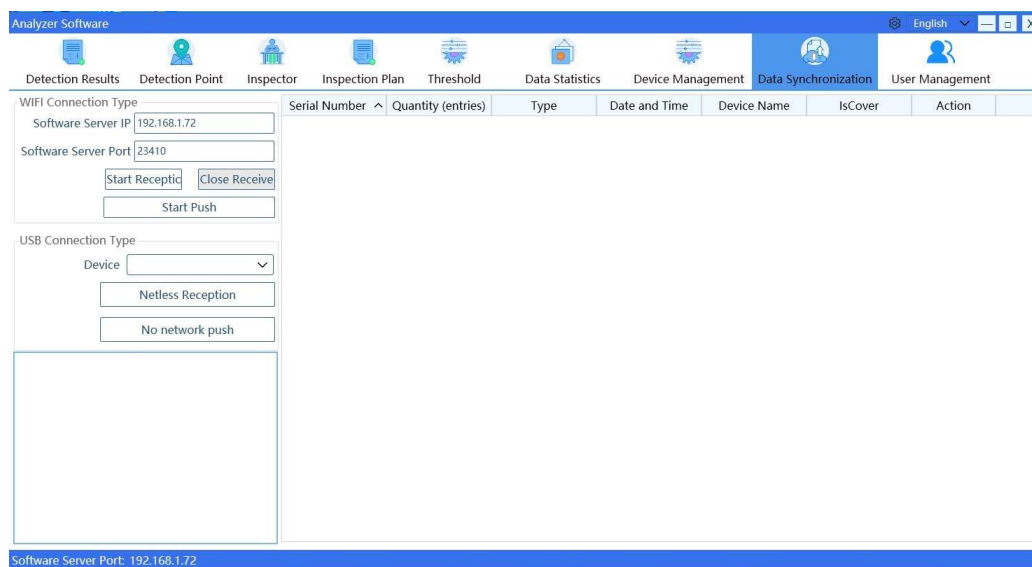 Analyzer Software
English
Detection Results Detection Point Inspector Inspection Plan Threshold Data Statistics Device Management Data Synchronization User Management
WIFI Connection Type
Software Server IP 192.168.1.72
Software Server Port 23410
Start Receptic Close Receive
Start Push
USB Connection Type
Device
Netless Reception
No network push
Serial Number Quantity (entries) Type Date and Time Device Name IsCover Action
Software Server Port: 192.168.1.72